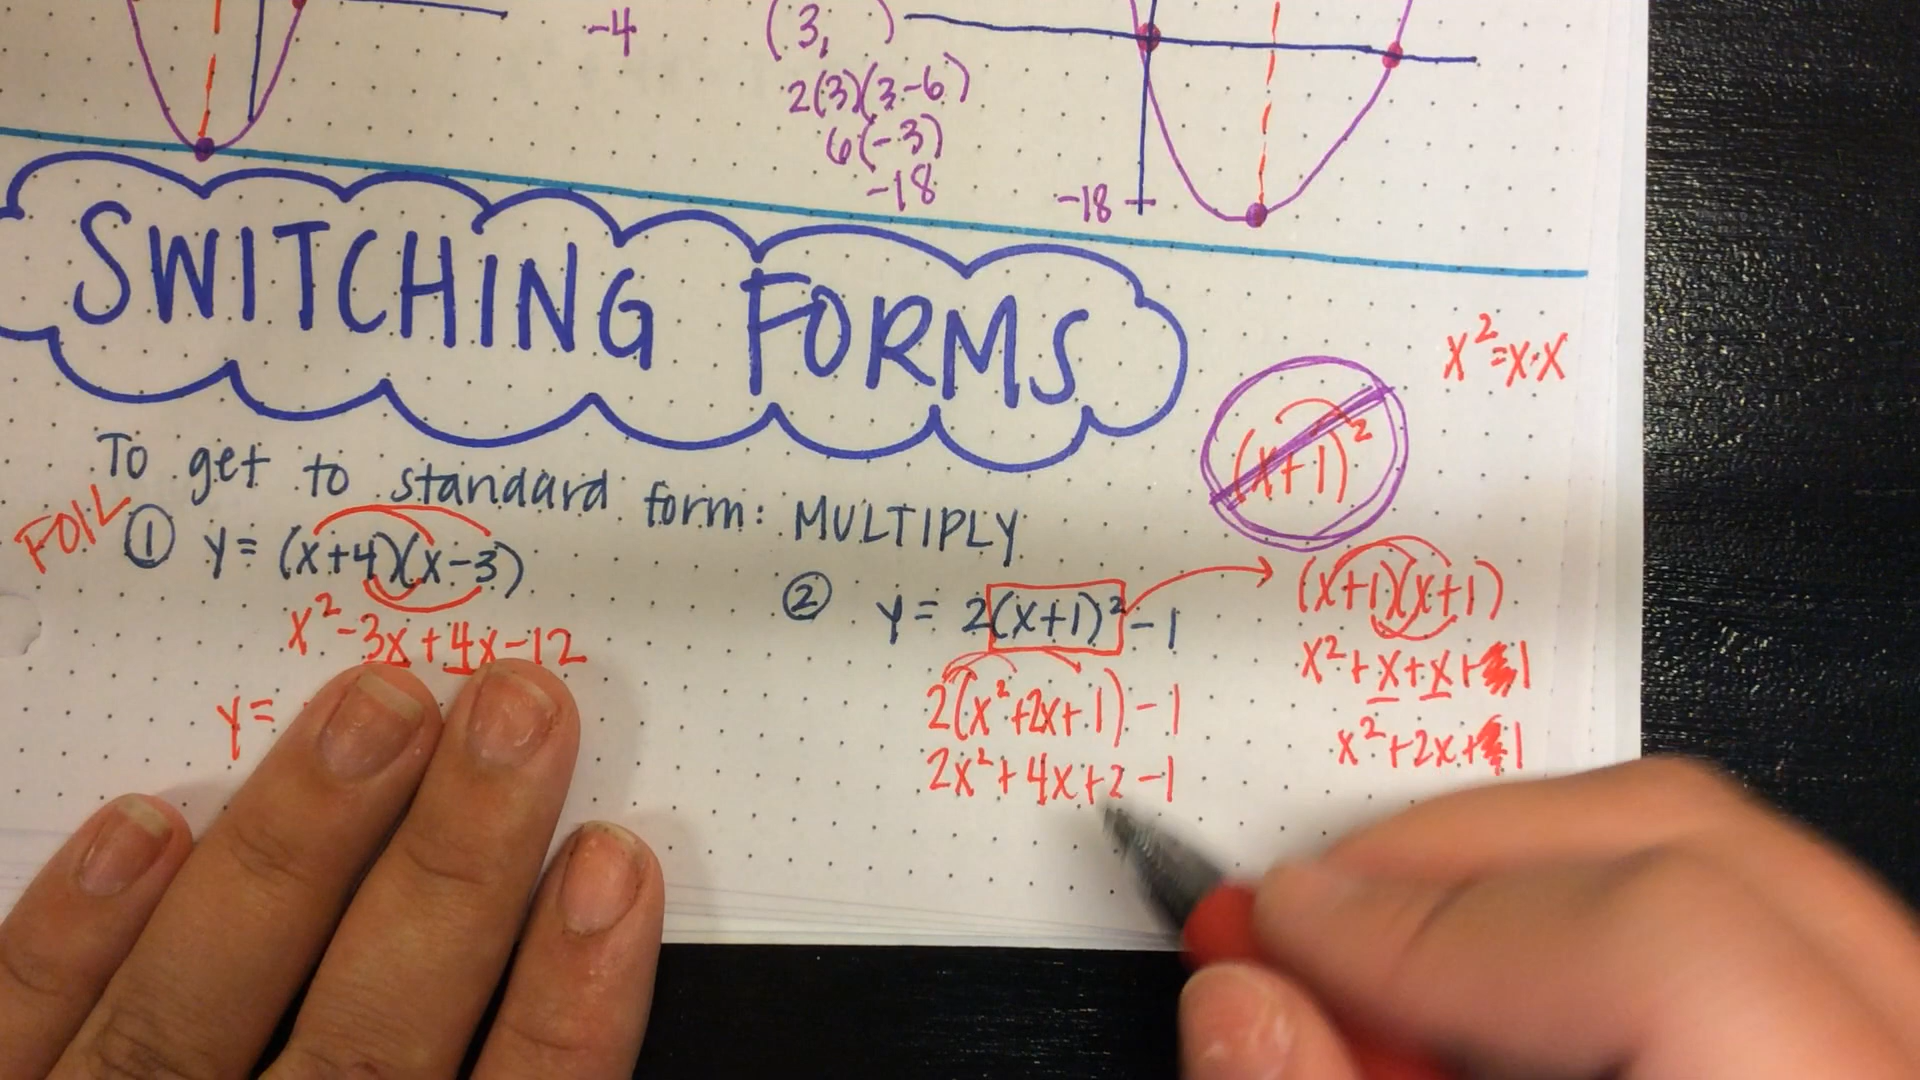 -4
(3, )
2(3)(3-6)
6(-3)
-18
-18
SWITCHING FORMS
x²=x·x
(x+1)²
To get to standard form: MULTIPLY
FOIL
① y= (x+4)(x-3)
x²-3x+4x-12
y=
② y= 2(x+1)²-1
2(x²+2x+1)-1
2x²+4x+2-1
(x+1)(x+1)
x²+x+x+1
x²+2x+1